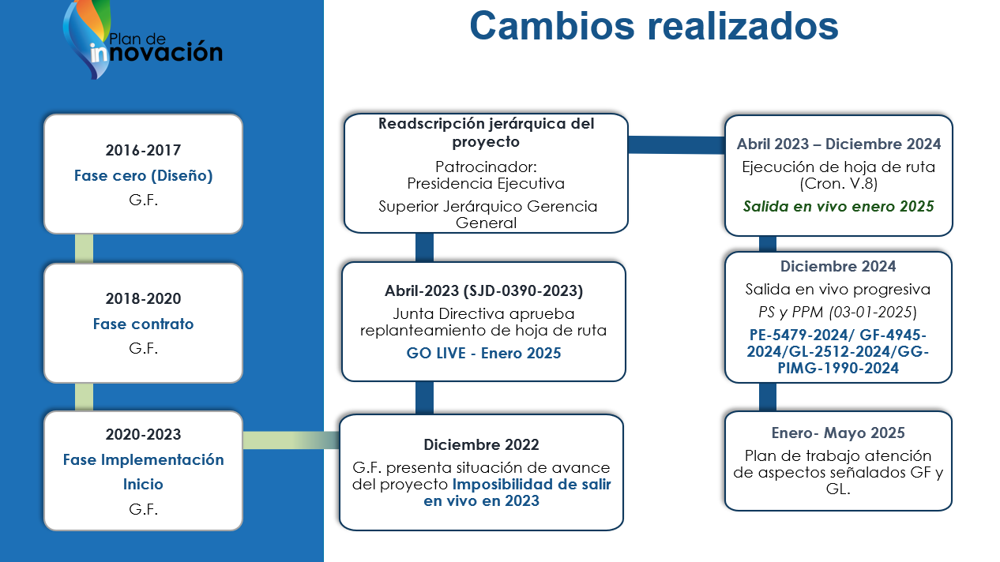 Plan de
innovación
Cambios realizados
2016-2017
Fase cero (Diseño)
G.F.
2018-2020
Fase contrato
G.F.
2020-2023
Fase Implementación
Inicio
G.F.
Readscripción jerárquica del
proyecto
Patrocinador:
Presidencia Ejecutiva
Superior Jerárquico Gerencia
General
Abril-2023 (SJD-0390-2023)
Junta Directiva aprueba
replanteamiento de hoja de ruta
GO LIVE - Enero 2025
Diciembre 2022
G.F. presenta situación de avance
del proyecto Imposibilidad de salir
en vivo en 2023
Abril 2023 – Diciembre 2024
Ejecución de hoja de ruta
(Cron. V.8)
Salida en vivo enero 2025
Diciembre 2024
Salida en vivo progresiva
PS y PPM (03-01-2025)
PE-5479-2024/ GF-4945-
2024/GL-2512-2024/GG-
PIMG-1990-2024
Enero- Mayo 2025
Plan de trabajo atención
de aspectos señalados GF y
GL.